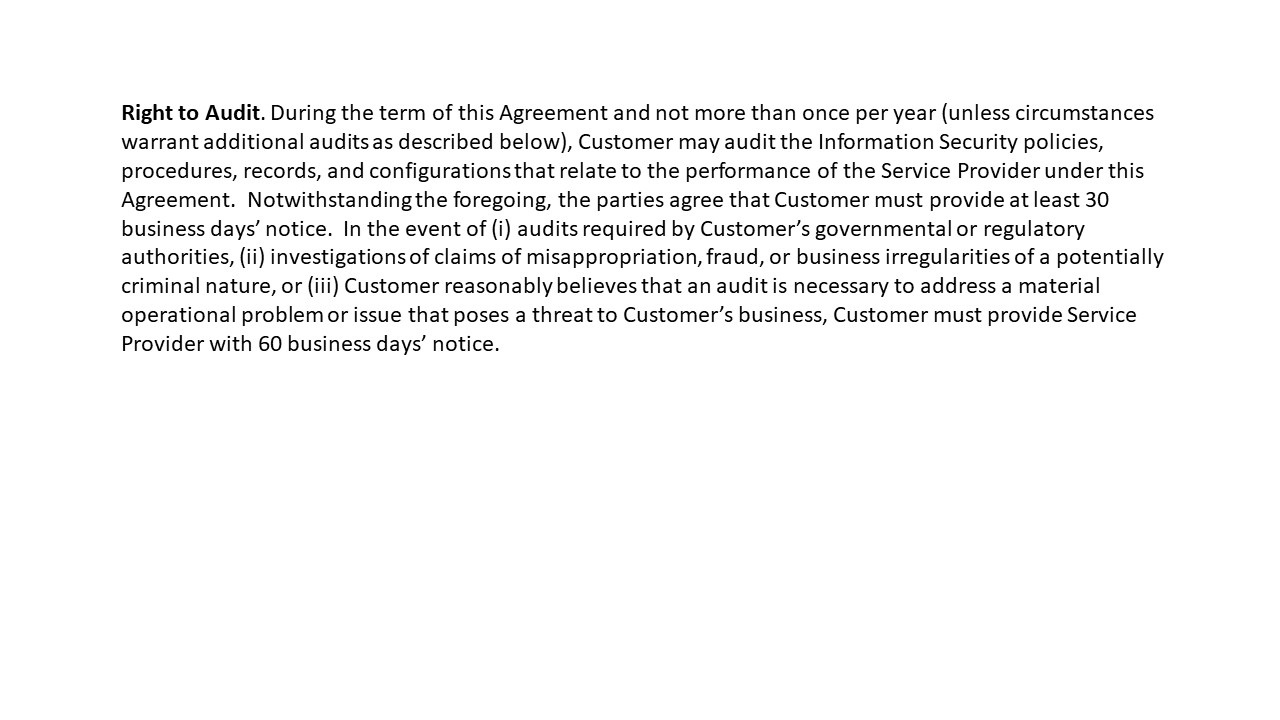 Right to Audit. During the term of this Agreement and not more than once per year (unless circumstances
warrant additional audits as described below), Customer may audit the Information Security policies,
procedures, records, and configurations that relate to the performance of the Service Provider under this
Agreement.  Notwithstanding the foregoing, the parties agree that Customer must provide at least 30
business days’ notice.  In the event of (i) audits required by Customer’s governmental or regulatory
authorities, (ii) investigations of claims of misappropriation, fraud, or business irregularities of a potentially
criminal nature, or (iii) Customer reasonably believes that an audit is necessary to address a material
operational problem or issue that poses a threat to Customer’s business, Customer must provide Service
Provider with 60 business days’ notice.